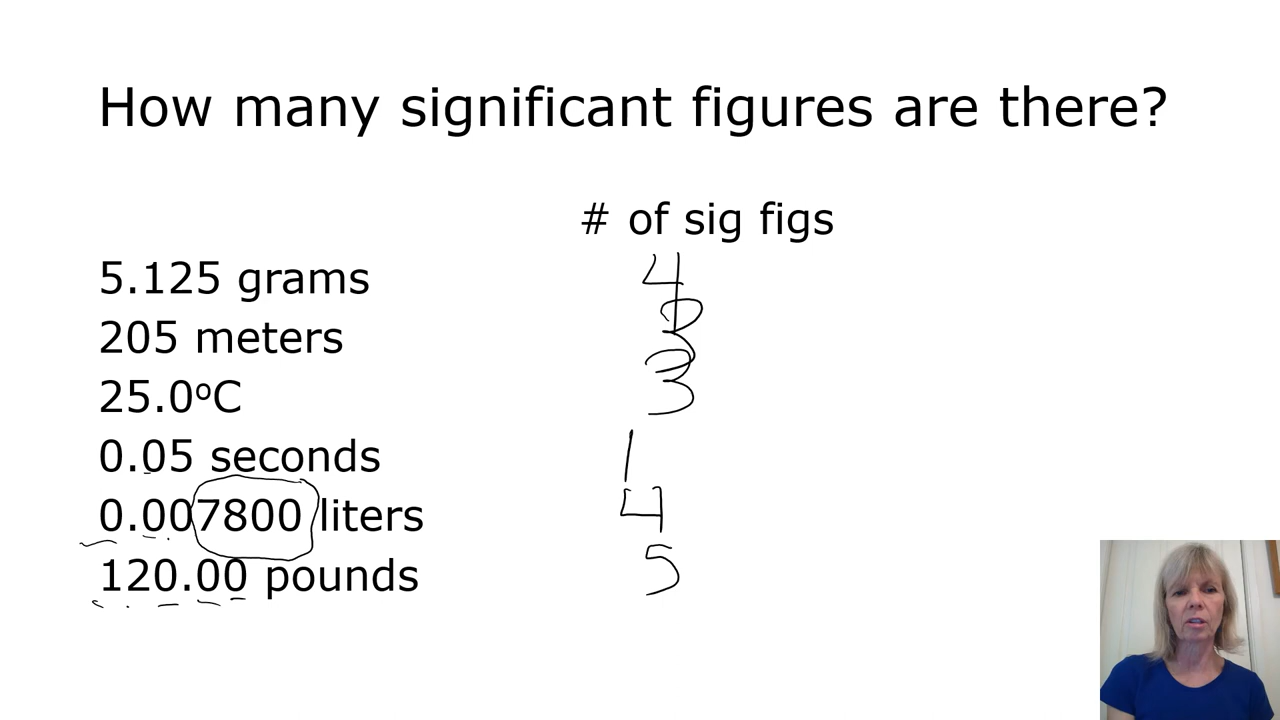 How many significant figures are there?
# of sig figs
5.125 grams 4
205 meters 3
25.0°C 3
0.05 seconds 1
0.007800 liters 4
120.00 pounds 5